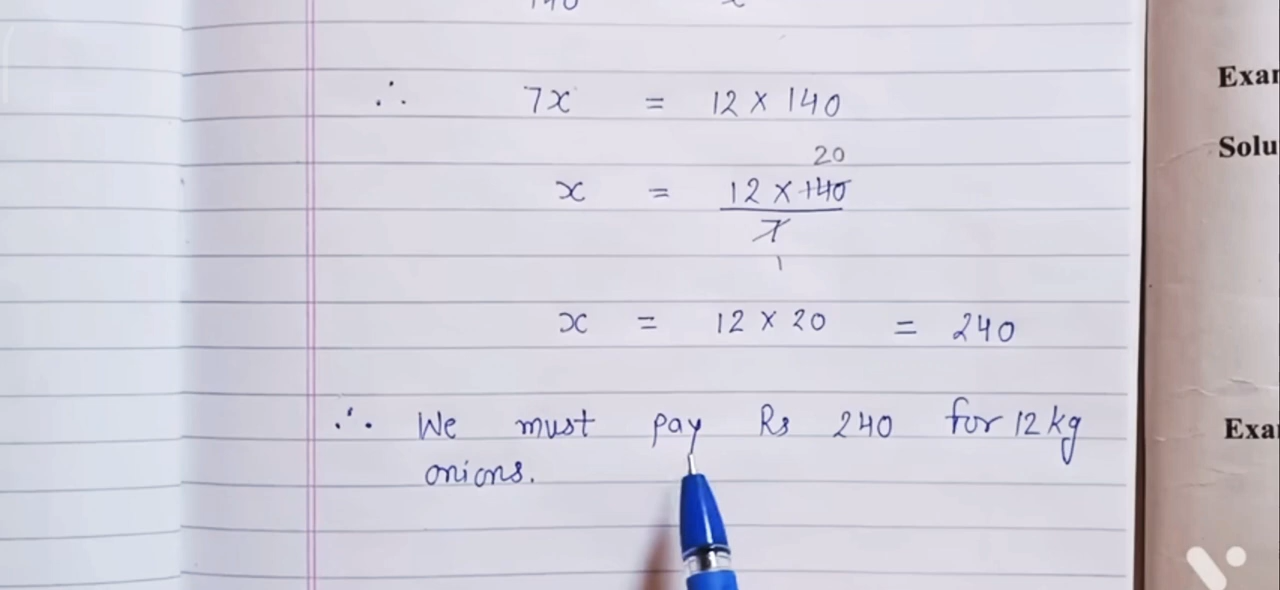 140 x
∴ 7x = 12 × 140
20
x = 12 × 140
7
1
x = 12 × 20 = 240
∴ We must pay Rs 240 for 12 kg
onions.
Exa
Solu
Exa